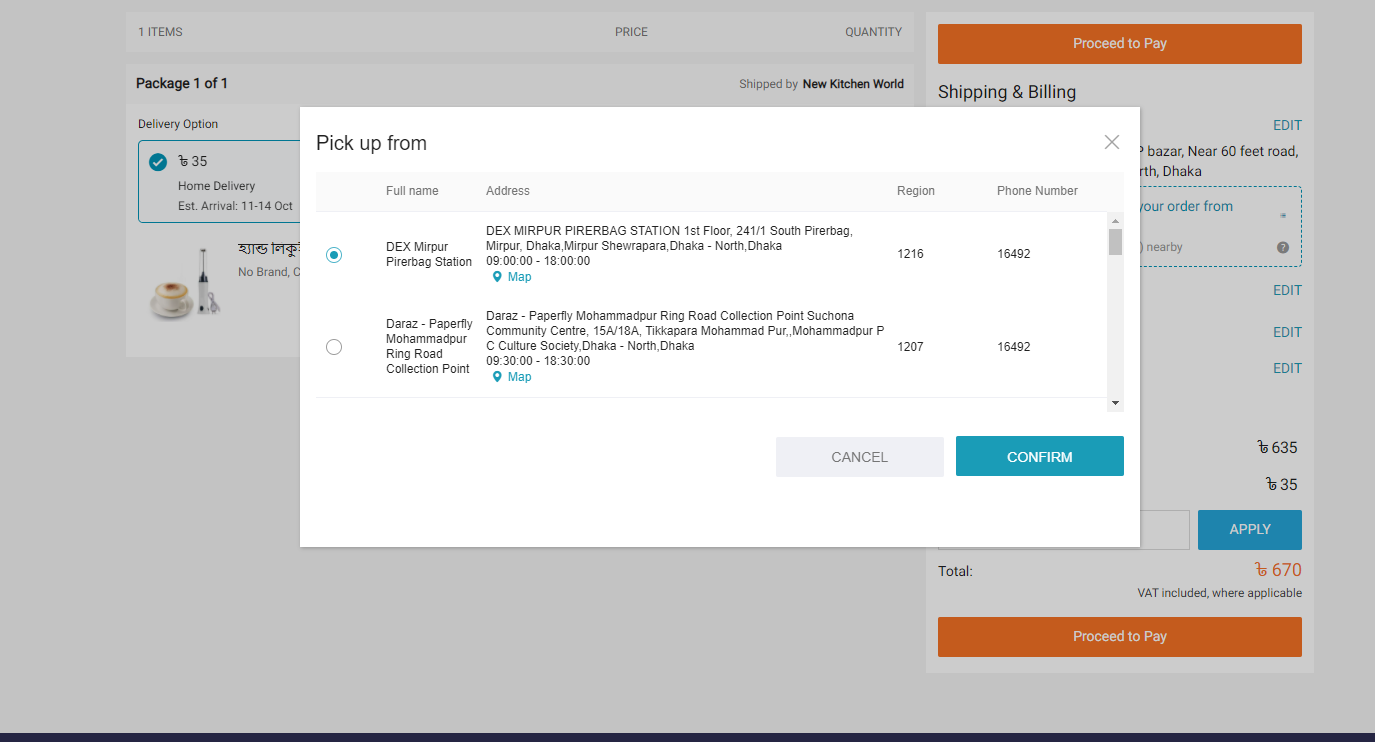 1 ITEMS PRICE QUANTITY
Proceed to Pay
Package 1 of 1 Shipped by New Kitchen World
Shipping & Billing
Delivery Option
EDIT
৳ 35
Home Delivery
Est. Arrival: 11-14 Oct
হ্যান্ড
No Brand,
bazar, Near 60 feet road,
Dhaka
your order from
) nearby ?
EDIT
EDIT
EDIT
Pick up from
Full name Address Region Phone Number
DEX Mirpur
Pirerbag Station
DEX MIRPUR PIRERBAG STATION 1st Floor, 241/1 South Pirerbag,
Mirpur, Dhaka,Mirpur Shewrapara,Dhaka - North,Dhaka
09:00:00 - 18:00:00
Map
1216 16492
Daraz - Paperfly
Mohammadpur
Ring Road
Collection Point
Daraz - Paperfly Mohammadpur Ring Road Collection Point Suchona
Community Centre, 15A/18A, Tikkapara Mohammad Pur,,Mohammadpur P
C Culture Society,Dhaka - North,Dhaka
09:30:00 - 18:30:00
Map
1207 16492
CANCEL CONFIRM
৳ 635
৳ 35
APPLY
Total: ৳ 670
VAT included, where applicable
Proceed to Pay